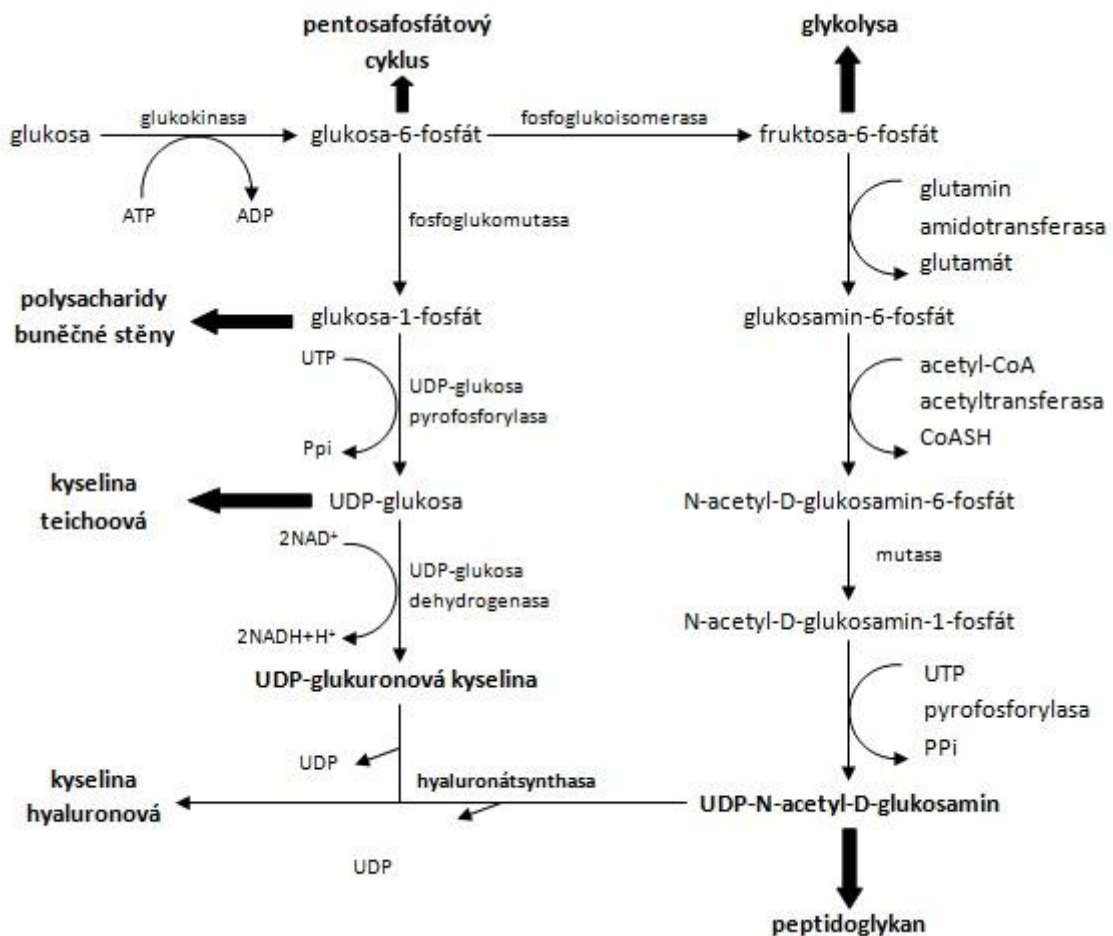 pentosafosfátový
cyklus
glykolysa
glukosa
glukokinasa
glukosa-6-fosfát
fosfoglukoisomerasa
fruktosa-6-fosfát
ATP
ADP
fosfoglukomutasa
glutamin
amidotransferasa
glutamát
polysacharidy
buněčné stěny
glukosa-1-fosfát
glukosamin-6-fosfát
UTP
UDP-glukosa
pyrofosforylasa
Ppi
acetyl-CoA
acetyltransferasa
CoASH
kyselina
teichoová
UDP-glukosa
N-acetyl-D-glukosamin-6-fosfát
2NAD⁺
UDP-glukosa
dehydrogenasa
2NADH+H⁺
mutasa
N-acetyl-D-glukosamin-1-fosfát
UDP-glukuronová kyselina
UTP
pyrofosforylasa
PPi
UDP
kyselina
hyaluronová
hyaluronátsynthasa
UDP-N-acetyl-D-glukosamin
UDP
peptidoglykan